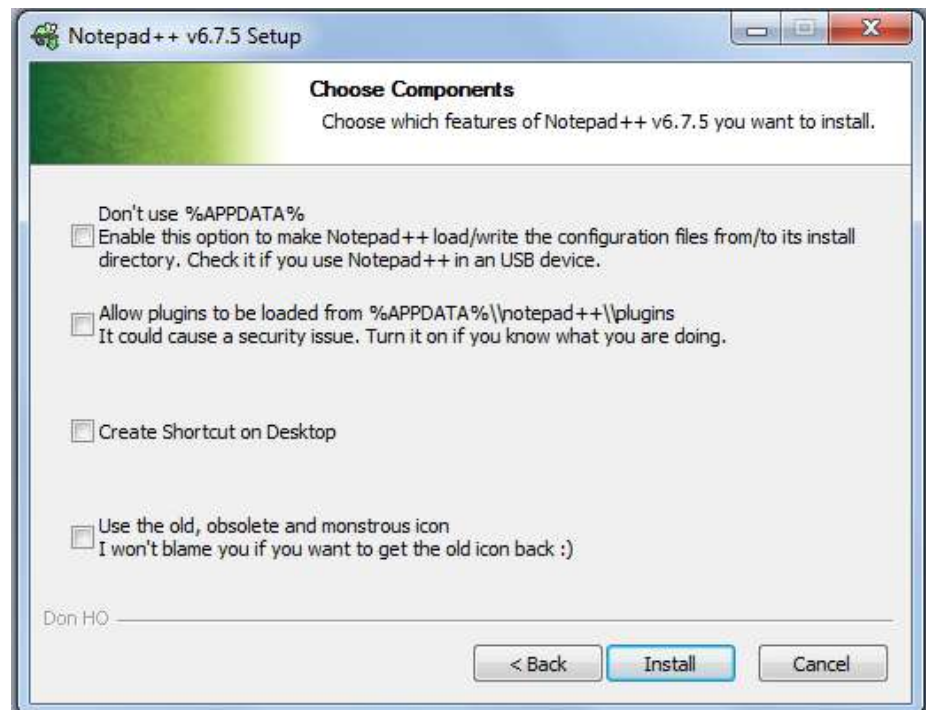 Notepad++ v6.7.5 Setup
Choose Components
Choose which features of Notepad++ v6.7.5 you want to install.
Don't use %APPDATA%
Enable this option to make Notepad++ load/write the configuration files from/to its install
directory. Check it if you use Notepad++ in an USB device.
Allow plugins to be loaded from %APPDATA%\\notepad++\\plugins
It could cause a security issue. Turn it on if you know what you are doing.
Create Shortcut on Desktop
Use the old, obsolete and monstrous icon
I won't blame you if you want to get the old icon back :)
Don HO
< Back Install Cancel